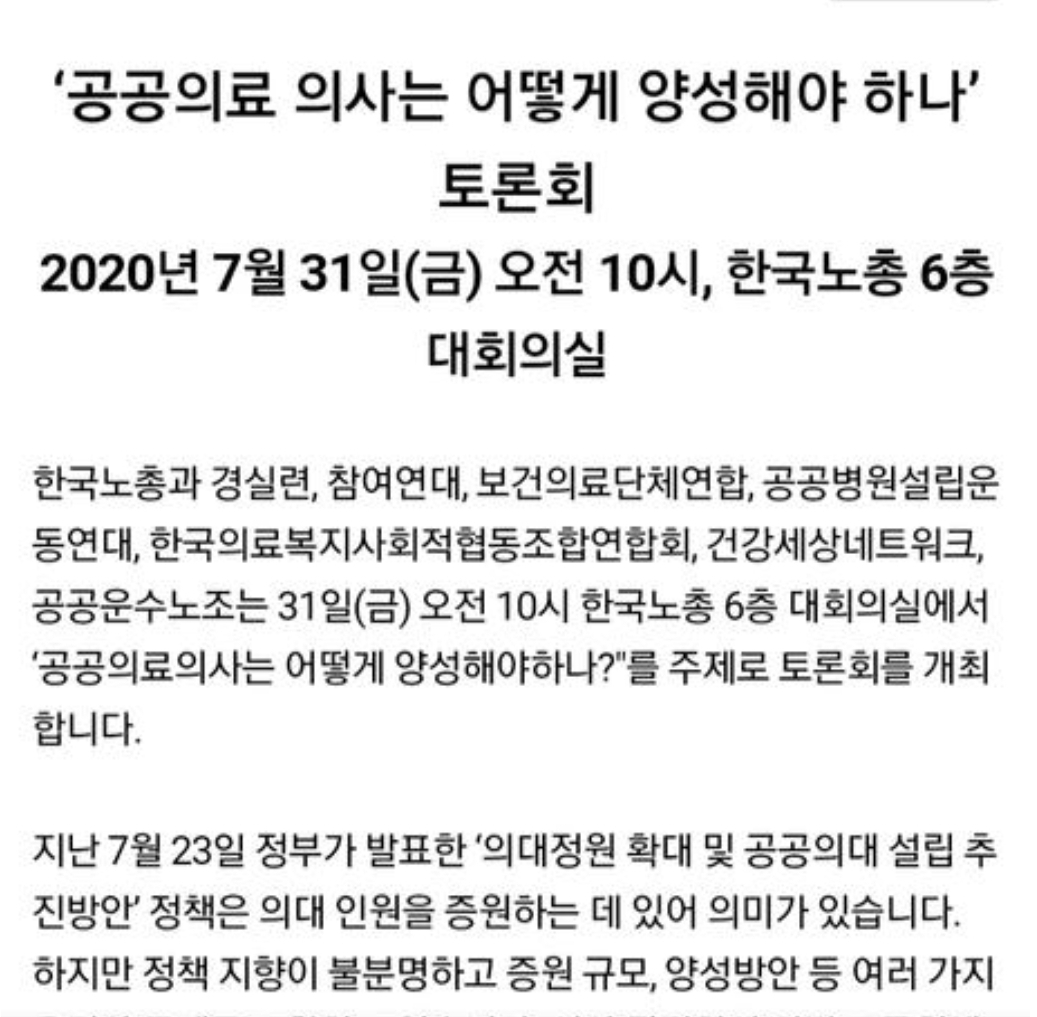 ‘공공의료 의사는 어떻게 양성해야 하나’
토론회
2020년 7월 31일(금) 오전 10시, 한국노총 6층
대회의실
한국노총과 경실련, 참여연대, 보건의료단체연합, 공공병원설립운
동연대, 한국의료복지사회적협동조합연합회, 건강세상네트워크,
공공운수노조는 31일(금) 오전 10시 한국노총 6층 대회의실에서
‘공공의료의사는 어떻게 양성해야하나?"를 주제로 토론회를 개최
합니다.
지난 7월 23일 정부가 발표한 ‘의대정원 확대 및 공공의대 설립 추
진방안’ 정책은 의대 인원을 증원하는 데 있어 의미가 있습니다.
하지만 정책 지향이 불분명하고 증원 규모, 양성방안 등 여러 가지